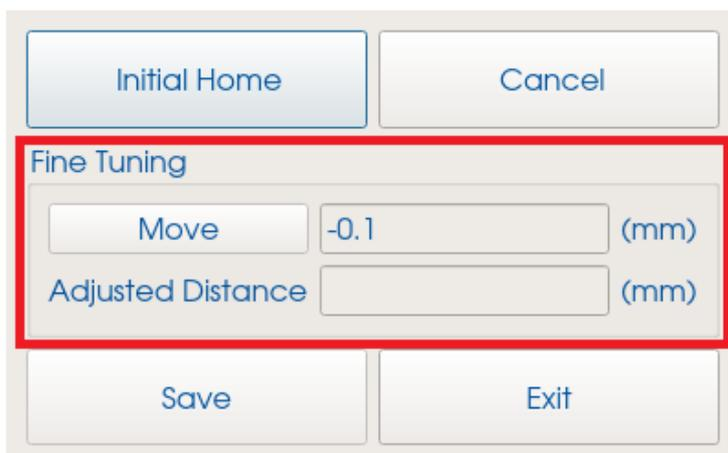 Initial Home
Cancel
Fine Tuning
Move -0.1 (mm)
Adjusted Distance (mm)
Save
Exit